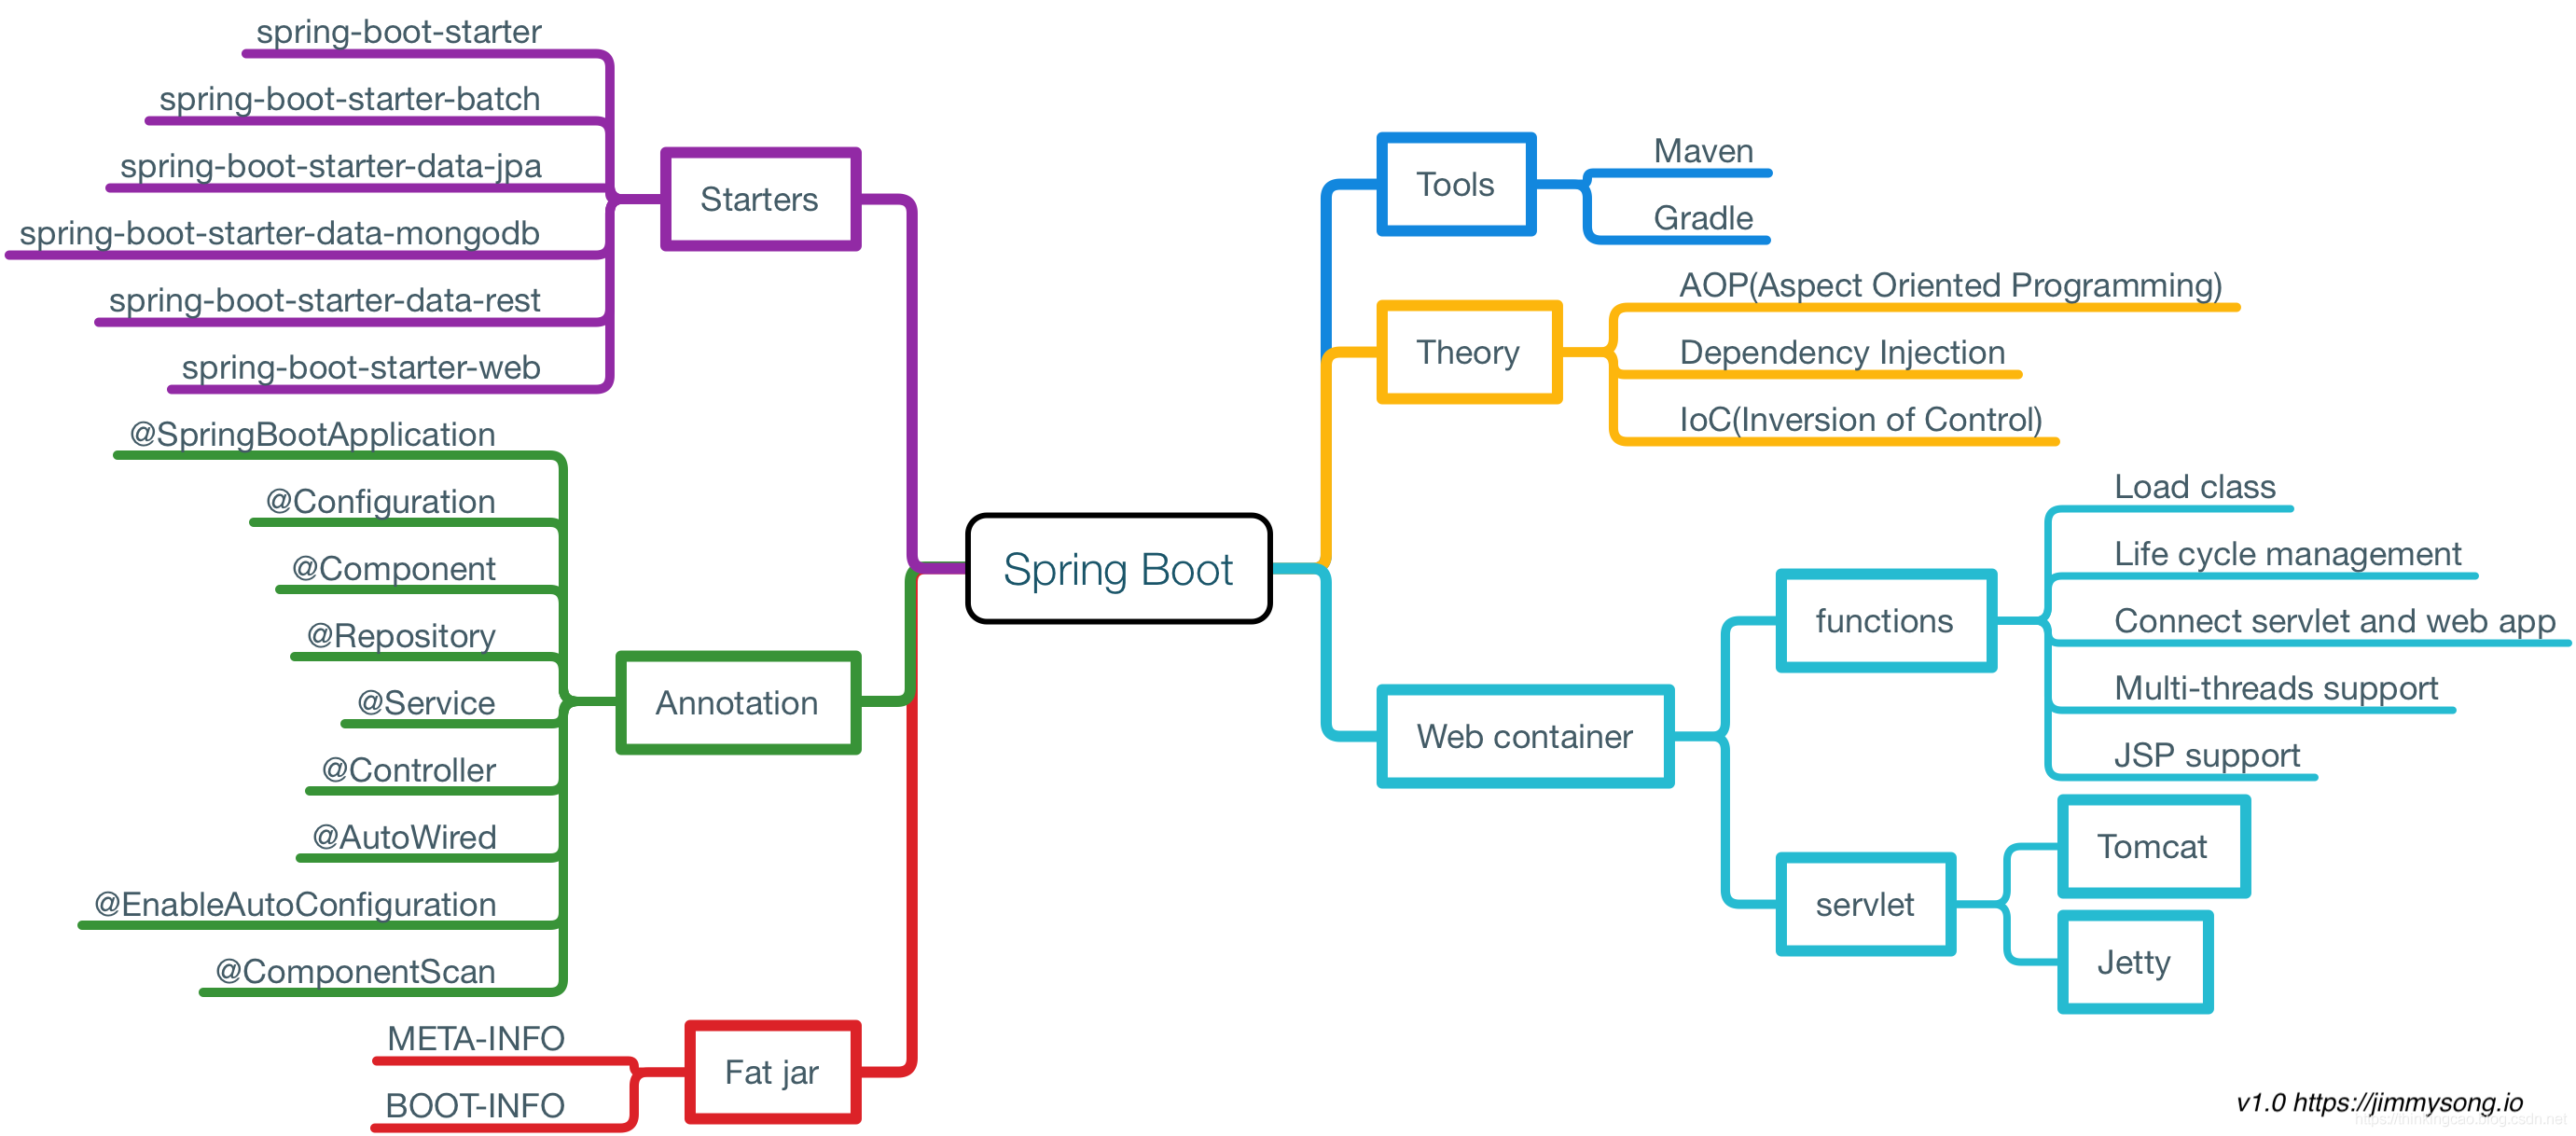 spring-boot-starter
spring-boot-starter-batch
spring-boot-starter-data-jpa
spring-boot-starter-data-mongodb
spring-boot-starter-data-rest
spring-boot-starter-web
Starters
@SpringBootApplication
@Configuration
@Component
@Repository
@Service
@Controller
@AutoWired
@EnableAutoConfiguration
@ComponentScan
Annotation
META-INFO
BOOT-INFO
Fat jar
Spring Boot
Tools
Maven
Gradle
Theory
AOP(Aspect Oriented Programming)
Dependency Injection
IoC(Inversion of Control)
Web container
functions
Load class
Life cycle management
Connect servlet and web app
Multi-threads support
JSP support
servlet
Tomcat
Jetty
v1.0 https://jimmysong.io